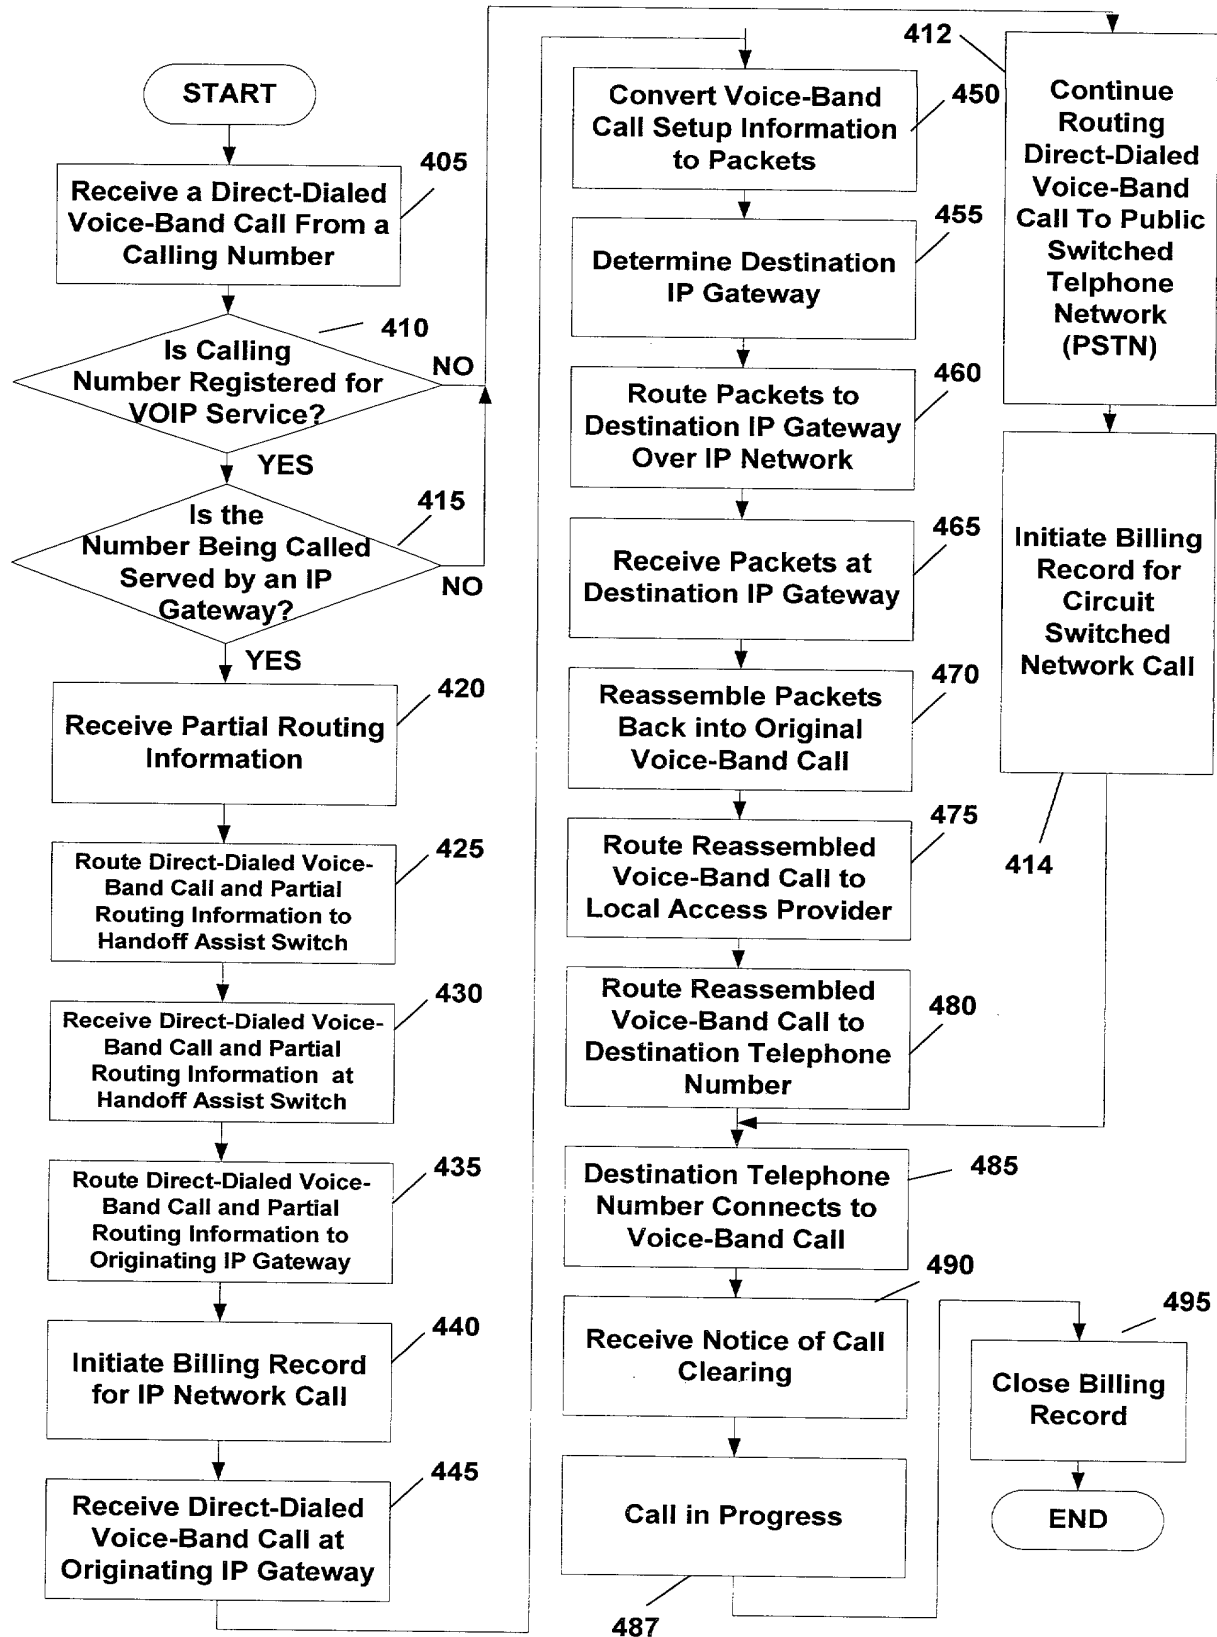 START
405
Receive a Direct-Dialed
Voice-Band Call From a
Calling Number
410
Is Calling
Number Registered for
VOIP Service?
NO
YES
415
Is the
Number Being Called
Served by an IP
Gateway?
NO
YES
420
Receive Partial Routing
Information
425
Route Direct-Dialed Voice-
Band Call and Partial
Routing Information to
Handoff Assist Switch
430
Receive Direct-Dialed Voice-
Band Call and Partial
Routing Information at
Handoff Assist Switch
435
Route Direct-Dialed Voice-
Band Call and Partial
Routing Information to
Originating IP Gateway
440
Initiate Billing Record
for IP Network Call
445
Receive Direct-Dialed
Voice-Band Call at
Originating IP Gateway
450
Convert Voice-Band
Call Setup Information
to Packets
455
Determine Destination
IP Gateway
460
Route Packets to
Destination IP Gateway
Over IP Network
465
Receive Packets at
Destination IP Gateway
470
Reassemble Packets
Back into Original
Voice-Band Call
475
Route Reassembled
Voice-Band Call to
Local Access Provider
480
Route Reassembled
Voice-Band Call to
Destination Telephone
Number
485
Destination Telephone
Number Connects to
Voice-Band Call
490
Receive Notice of Call
Clearing
Call in Progress
487
412
Continue
Routing
Direct-Dialed
Voice-Band
Call To Public
Switched
Telphone
Network
(PSTN)
Initiate Billing
Record for
Circuit
Switched
Network Call
414
495
Close Billing
Record
END